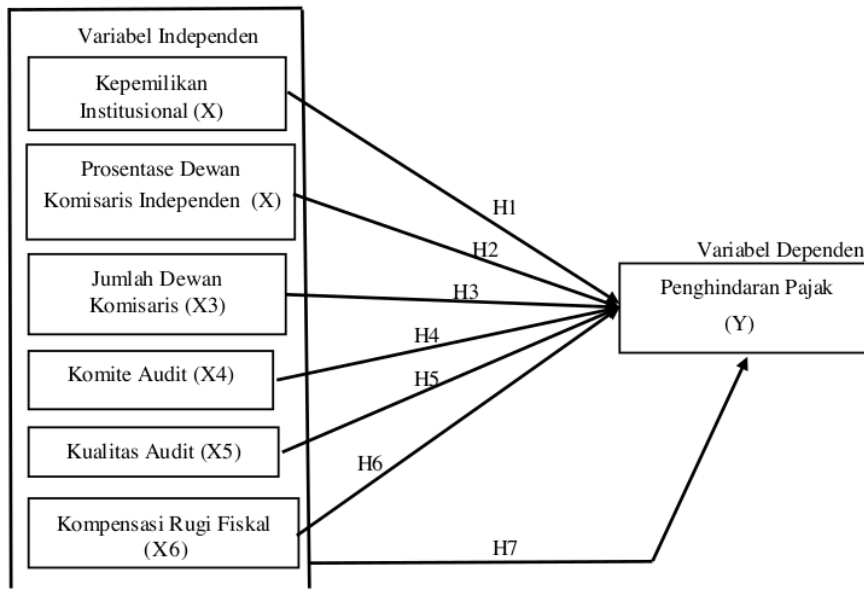 Variabel Independen
Kepemilikan
Institusional (X)
Prosentase Dewan
Komisaris Independen (X)
Jumlah Dewan
Komisaris (X3)
Komite Audit (X4)
Kualitas Audit (X5)
Kompensasi Rugi Fiskal
(X6)
H1
H2
H3
H4
H5
H6
H7
Variabel Dependen
Penghindaran Pajak
(Y)